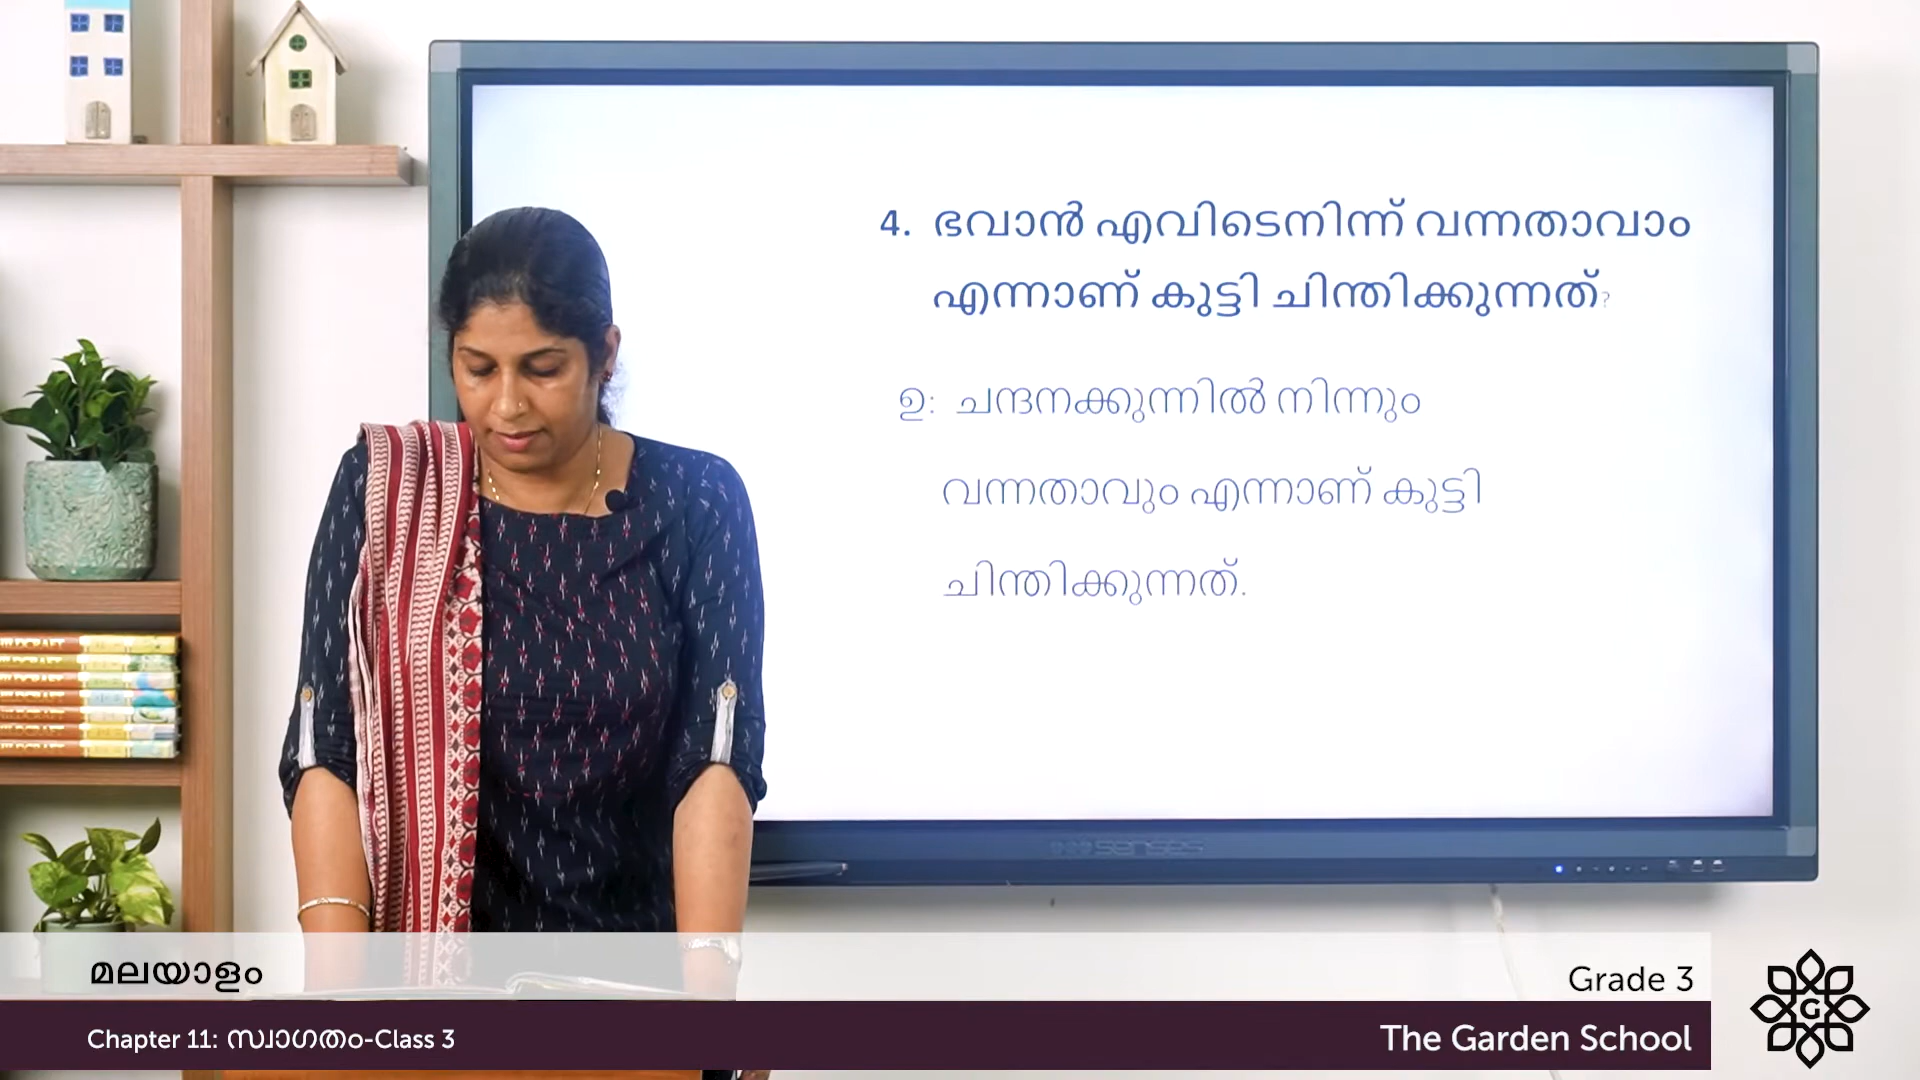 4. ഭവാൻ എവിടെനിന്ന് വന്നതാവാം
എന്നാണ് കുട്ടി ചിന്തിക്കുന്നത്?
ഉ: ചന്ദനക്കുന്നിൽ നിന്നും
വന്നതാവും എന്നാണ് കുട്ടി
ചിന്തിക്കുന്നത്.
senses
മലയാളം
Grade 3
Chapter 11: സ്വാഗതം-Class 3
The Garden School
G